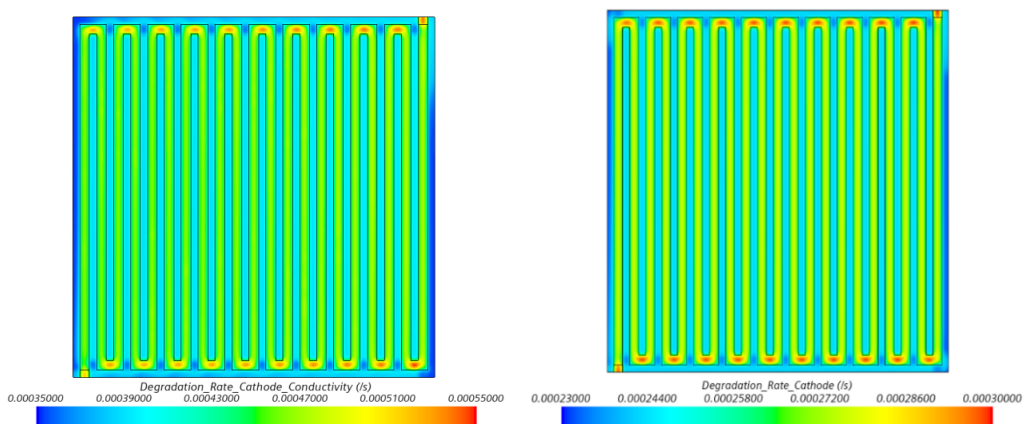 Degradation_Rate_Cathode_Conductivity (/s)
0.00035000 0.00039000 0.00043000 0.00047000 0.00051000 0.00055000
Degradation_Rate_Cathode (/s)
0.00023000 0.00024400 0.00025800 0.00027200 0.00028600 0.00030000